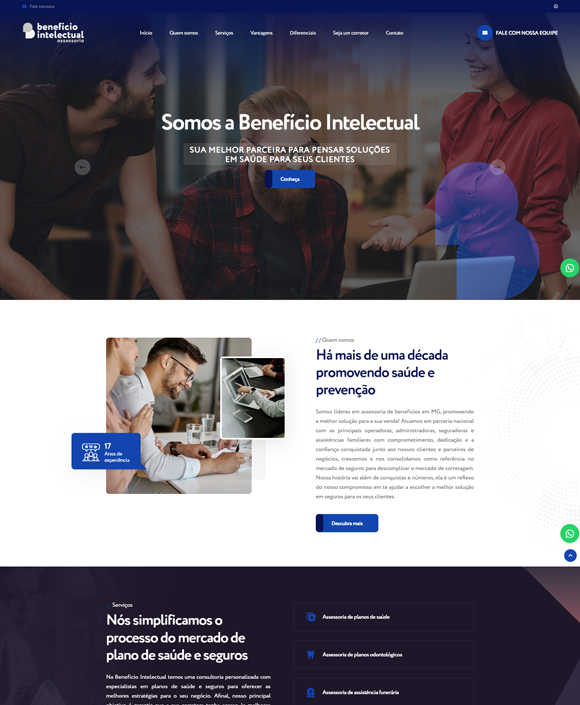 Fale conosco
benefício
intelectual
assessoria
Início
Quem somos
Serviços
Vantagens
Diferenciais
Seja um corretor
Contato
FALE COM NOSSA EQUIPE
Somos a Benefício Intelectual
SUA MELHOR PARCEIRA PARA PENSAR SOLUÇÕES
EM SAÚDE PARA SEUS CLIENTES
Conheça
17
Anos de
experiência
// Quem somos
Há mais de uma década
promovendo saúde e
prevenção
Somos líderes em assessoria de benefícios em MG, promovendo
a melhor solução para a sua venda! Atuamos em parceria nacional
com as principais operadoras, administradoras, seguradoras e
assistências familiares com comprometimento, dedicação e a
confiança conquistada junto aos nossos clientes e parceiros de
negócios, crescemos e nos consolidamos como referência no
mercado de seguros para descomplicar o mercado de corretagem.
Nossa história vai além de conquistas e números, ela é um reflexo
do nosso compromisso em te ajudar a escolher a melhor solução
em seguros para os seus clientes.
Descubra mais
// Serviços
Nós simplificamos o
processo do mercado de
plano de saúde e seguros
Na Benefício Intelectual temos uma consultoria personalizada com
especialistas em planos de saúde e seguros para oferecer as
melhores estratégias para o seu negócio. Afinal, nosso principal
Assessoria de planos de saúde
Assessoria de planos odontológicos
Assessoria de assistência funerária